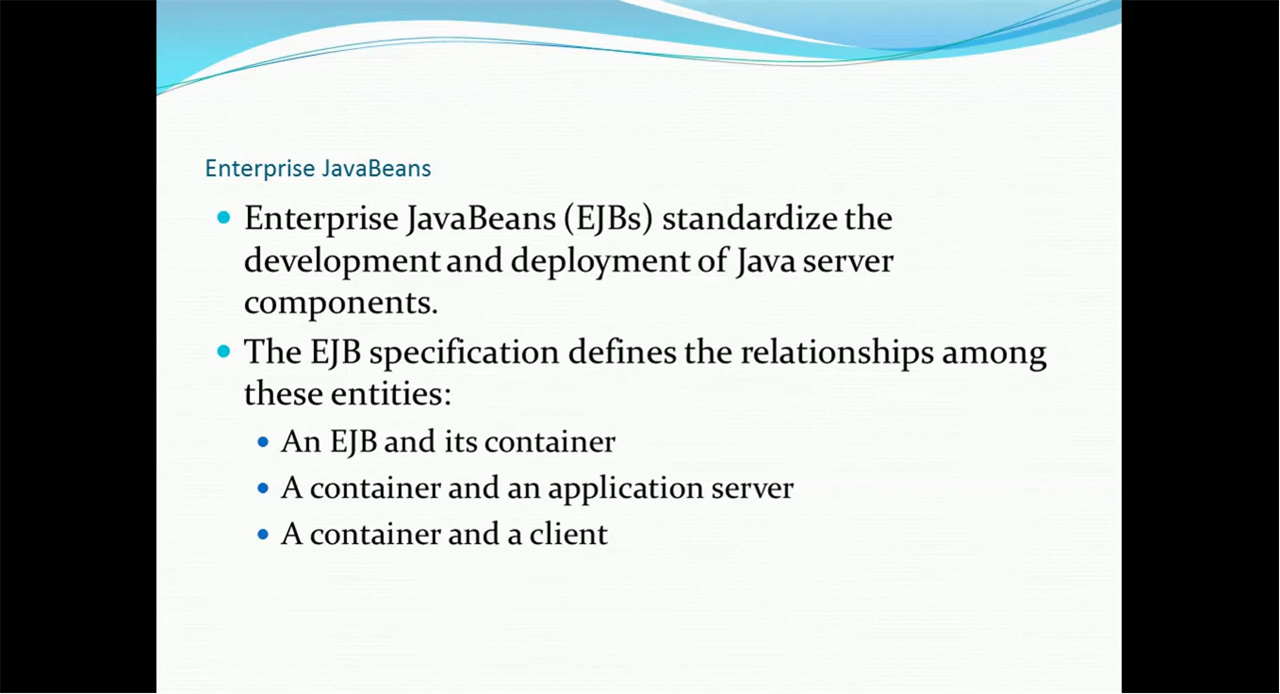 Enterprise JavaBeans
Enterprise JavaBeans (EJBs) standardize the
development and deployment of Java server
components.
The EJB specification defines the relationships among
these entities:
An EJB and its container
A container and an application server
A container and a client